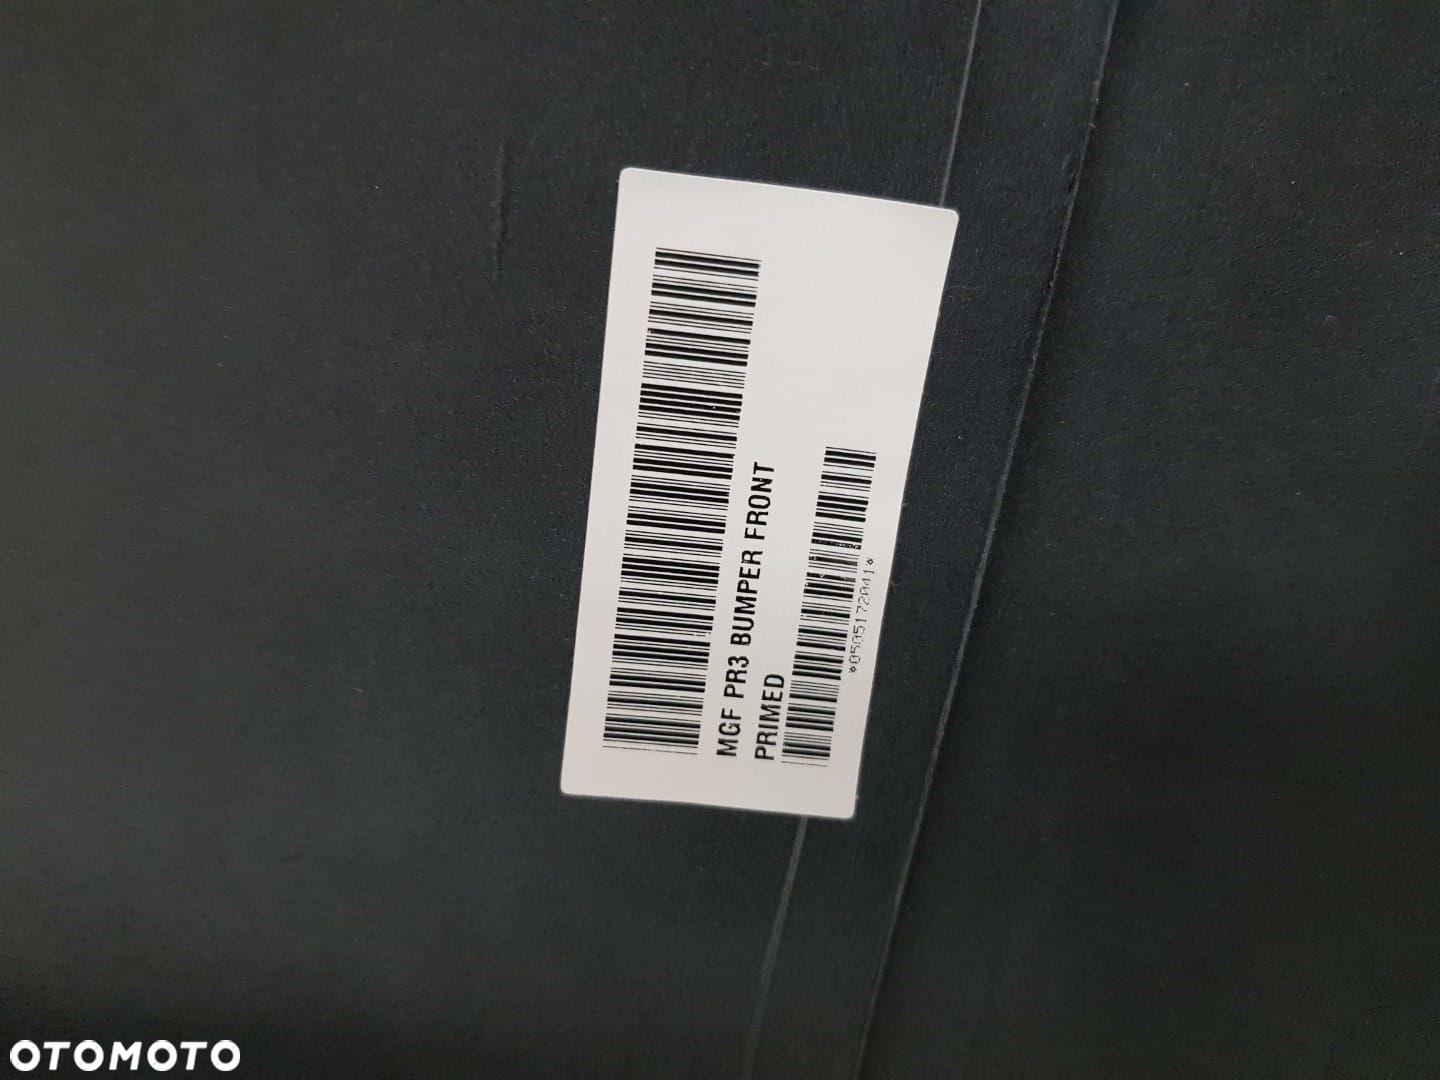 MGF PR3 BUMPER FRONT
PRIMED
*0505172041*
OTOMOTO